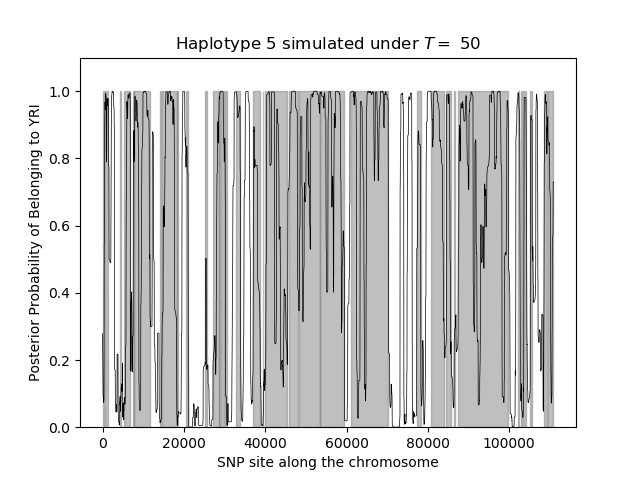 Haplotype 5 simulated under T = 50
Posterior Probability of Belonging to YRI
1.0
0.8
0.6
0.4
0.2
0.0
0 20000 40000 60000 80000 100000
SNP site along the chromosome